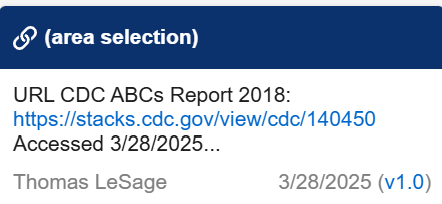 (area selection)
URL CDC ABCs Report 2018:
https://stacks.cdc.gov/view/cdc/140450
Accessed 3/28/2025...
Thomas LeSage 3/28/2025 (v1.0)